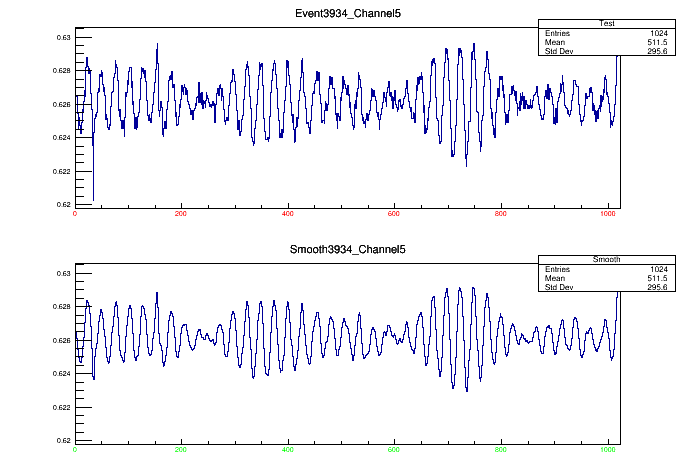 Event3934_Channel5
Test
Entries 1024
Mean 511.5
Std Dev 295.6
0.63
0.628
0.626
0.624
0.622
0.62
0 200 400 600 800 1000
Smooth3934_Channel5
Smooth
Entries 1024
Mean 511.5
Std Dev 295.6
0.63
0.628
0.626
0.624
0.622
0.62
0 200 400 600 800 1000